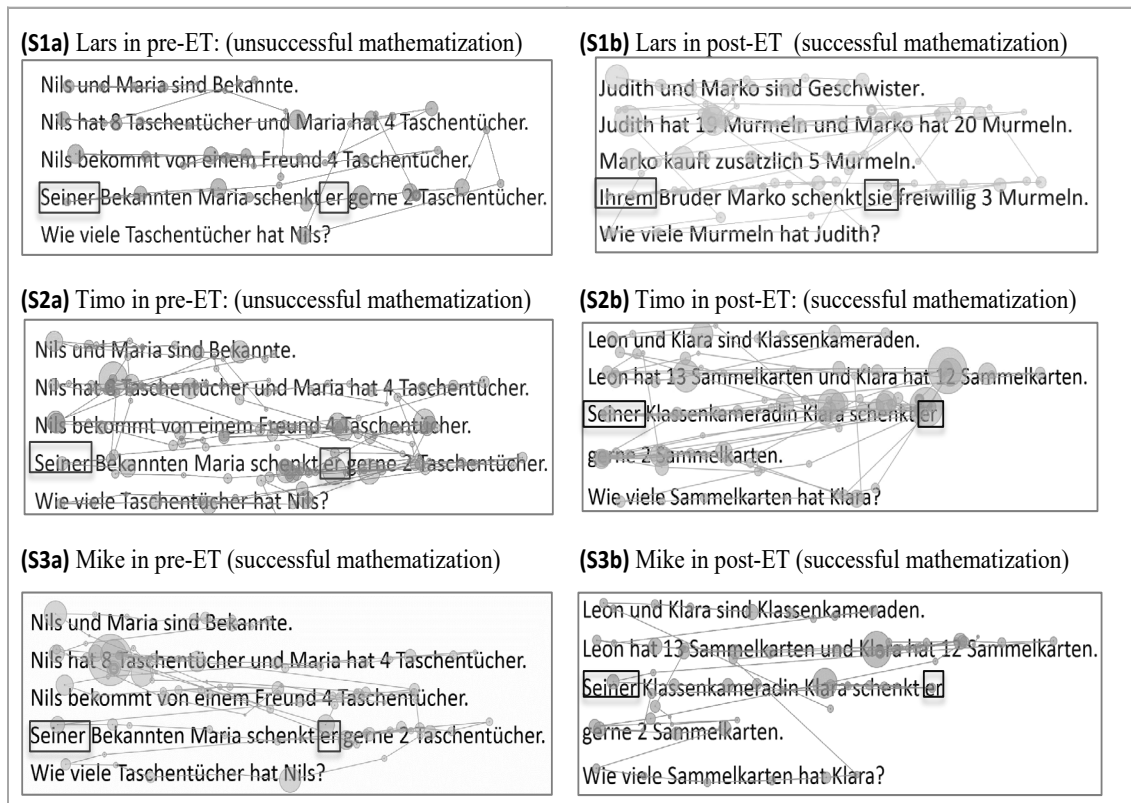 (S1a) Lars in pre-ET: (unsuccessful mathematization)
Nils und Maria sind Bekannte.
Nils hat 8 Taschentücher und Maria hat 4 Taschentücher.
Nils bekommt von einem Freund 4 Taschentücher.
Seiner Bekannten Maria schenkt er gerne 2 Taschentücher.
Wie viele Taschentücher hat Nils?
(S1b) Lars in post-ET (successful mathematization)
Judith und Marko sind Geschwister.
Judith hat 19 Murmeln und Marko hat 20 Murmeln.
Marko kauft zusätzlich 5 Murmeln.
Ihrem Bruder Marko schenkt sie freiwillig 3 Murmeln.
Wie viele Murmeln hat Judith?
(S2a) Timo in pre-ET: (unsuccessful mathematization)
Nils und Maria sind Bekannte.
Nils hat 8 Taschentücher und Maria hat 4 Taschentücher.
Nils bekommt von einem Freund 4 Taschentücher.
Seiner Bekannten Maria schenkt er gerne 2 Taschentücher.
Wie viele Taschentücher hat Nils?
(S2b) Timo in post-ET: (successful mathematization)
Leon und Klara sind Klassenkameraden.
Leon hat 13 Sammelkarten und Klara hat 12 Sammelkarten.
Seiner Klassenkameradin Klara schenkt er
gerne 2 Sammelkarten.
Wie viele Sammelkarten hat Klara?
(S3a) Mike in pre-ET (successful mathematization)
Nils und Maria sind Bekannte.
Nils hat 8 Taschentücher und Maria hat 4 Taschentücher.
Nils bekommt von einem Freund 4 Taschentücher.
Seiner Bekannten Maria schenkt er gerne 2 Taschentücher.
Wie viele Taschentücher hat Nils?
(S3b) Mike in post-ET (successful mathematization)
Leon und Klara sind Klassenkameraden.
Leon hat 13 Sammelkarten und Klara hat 12 Sammelkarten.
Seiner Klassenkameradin Klara schenkt er
gerne 2 Sammelkarten.
Wie viele Sammelkarten hat Klara?